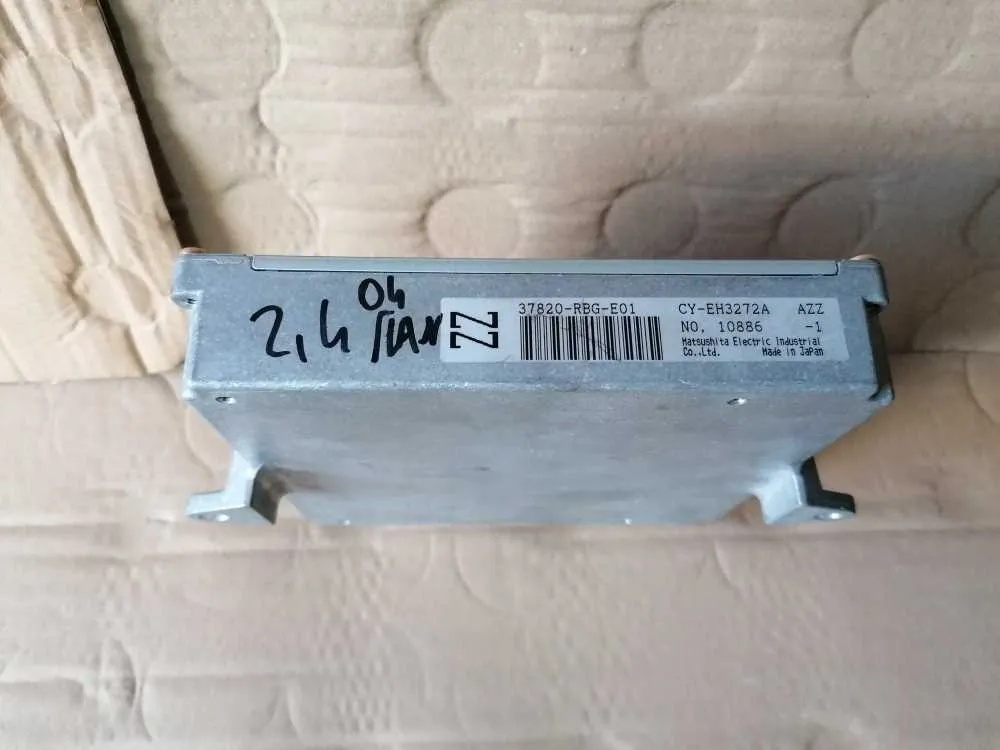 2,4 04
ZZ
37820-RBG-E01 CY-EH3272A AZZ
NO. 10886 -1
Matsushita Electric Industrial
Co.,Ltd. Made in Japan